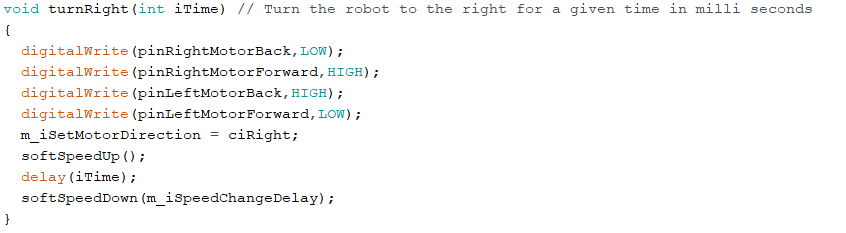 void turnRight(int iTime) // Turn the robot to the right for a given time in milli seconds
{
  digitalWrite(pinRightMotorBack,LOW);
  digitalWrite(pinRightMotorForward,HIGH);
  digitalWrite(pinLeftMotorBack,HIGH);
  digitalWrite(pinLeftMotorForward,LOW);
  m_iSetMotorDirection = ciRight;
  softSpeedUp();
  delay(iTime);
  softSpeedDown(m_iSpeedChangeDelay);
}